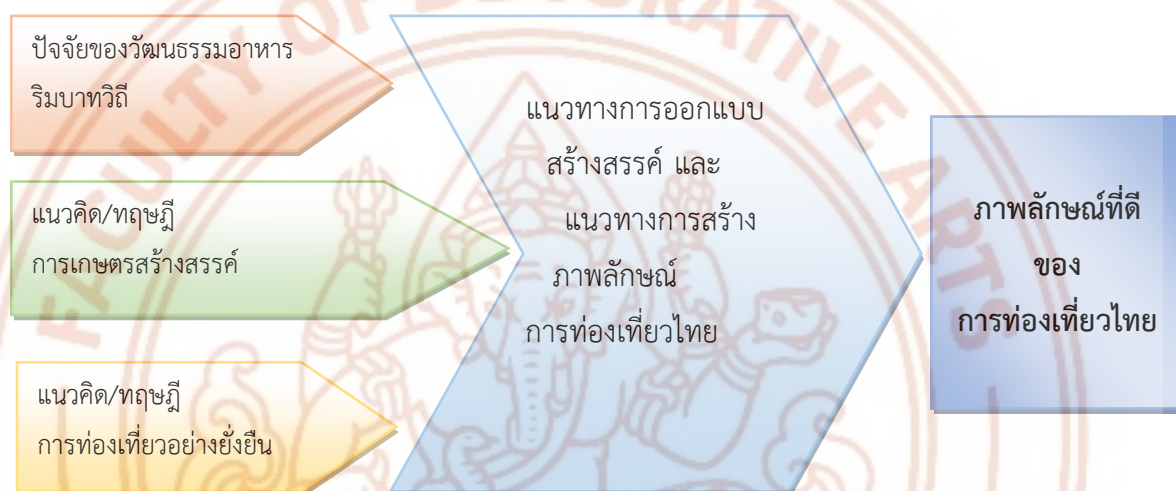 ปัจจัยของวัฒนธรรมอาหาร
ริมบาทวิถี
แนวคิด/ทฤษฎี
การเกษตรสร้างสรรค์
แนวคิด/ทฤษฎี
การท่องเที่ยวอย่างยั่งยืน
แนวทางการออกแบบ
สร้างสรรค์ และ
แนวทางการสร้าง
ภาพลักษณ์
การท่องเที่ยวไทย
ภาพลักษณ์ที่ดี
ของ
การท่องเที่ยวไทย
FACULTY OF DECORATIVE ARTS